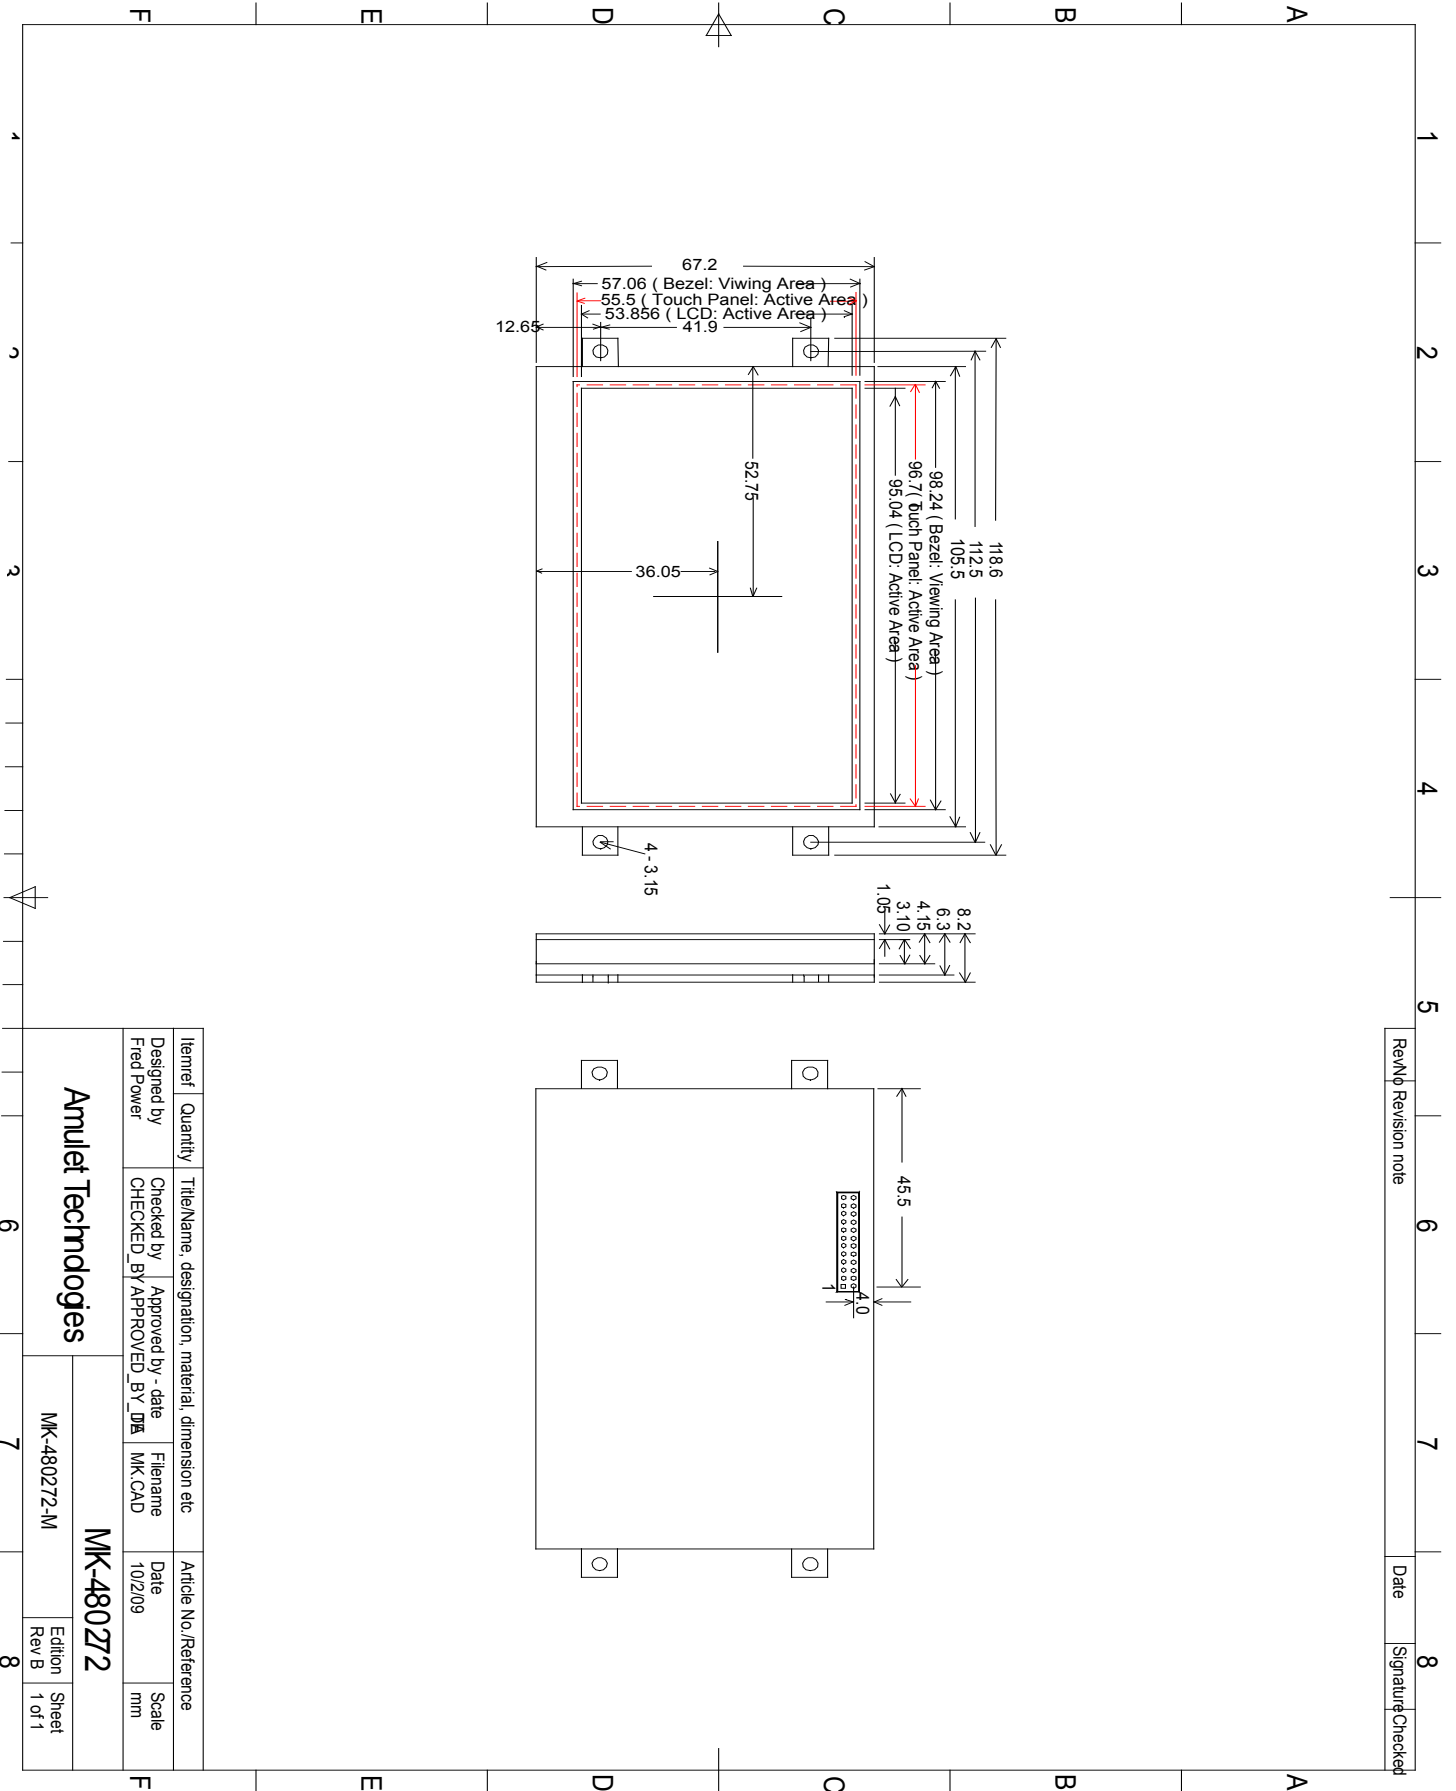 F E D C B A
1 2 3 4 5 6 7 8
67.2
57.06 ( Bezel: Viwing Area )
55.5 ( Touch Panel: Active Area )
53.856 ( LCD: Active Area )
12.65
41.9
52.75
36.05
118.6
112.5
105.5
98.24 ( Bezel: Viewing Area )
96.7( Touch Panel: Active Area )
95.04 ( LCD: Active Area )
4 - 3.15
8.2
6.3
4.15
3.10
1.05
45.5
4.0
1
RevNo Revision note Date Signature Checked
Itemref Quantity Title/Name, designation, material, dimension etc Article No./Reference
Designed by
Fred Power
Checked by
CHECKED_BY
Approved by - date
APPROVED_BY_DA
Filename
MK.CAD
Date
10/2/09
Scale
mm
Amulet Technologies
MK-480272
MK-480272-M
Edition
Rev B
Sheet
1 of 1
6 7 8
F E D C B A